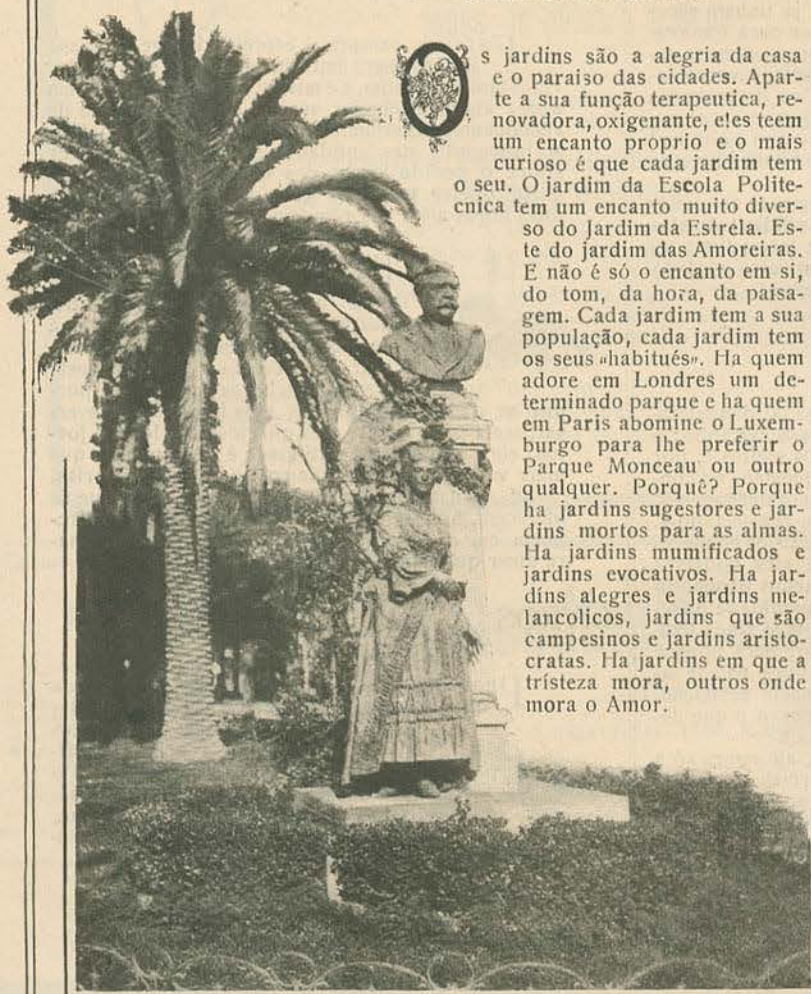 Os jardins são a alegria da casa
e o paraiso das cidades. Apar-
te a sua função terapeutica, re-
novadora, oxigenante, eles teem
um encanto proprio e o mais
curioso é que cada jardim tem
o seu. O jardim da Escola Polite-
cnica tem um encanto muito diver-
so do Jardim da Estrela. Es-
te do jardim das Amoreiras.
E não é só o encanto em si,
do tom, da hora, da paisa-
gem. Cada jardim tem a sua
população, cada jardim tem
os seus «habitués». Ha quem
adore em Londres um de-
terminado parque e ha quem
em Paris abomine o Luxem-
burgo para lhe preferir o
Parque Monceau ou outro
qualquer. Porquê? Porque
ha jardins sugestores e jar-
dins mortos para as almas.
Ha jardins mumificados e
jardins evocativos. Ha jar-
dins alegres e jardins me-
lancolicos, jardins que são
campesinos e jardins aristo-
cratas. Ha jardins em que a
tristeza mora, outros onde
mora o Amor.